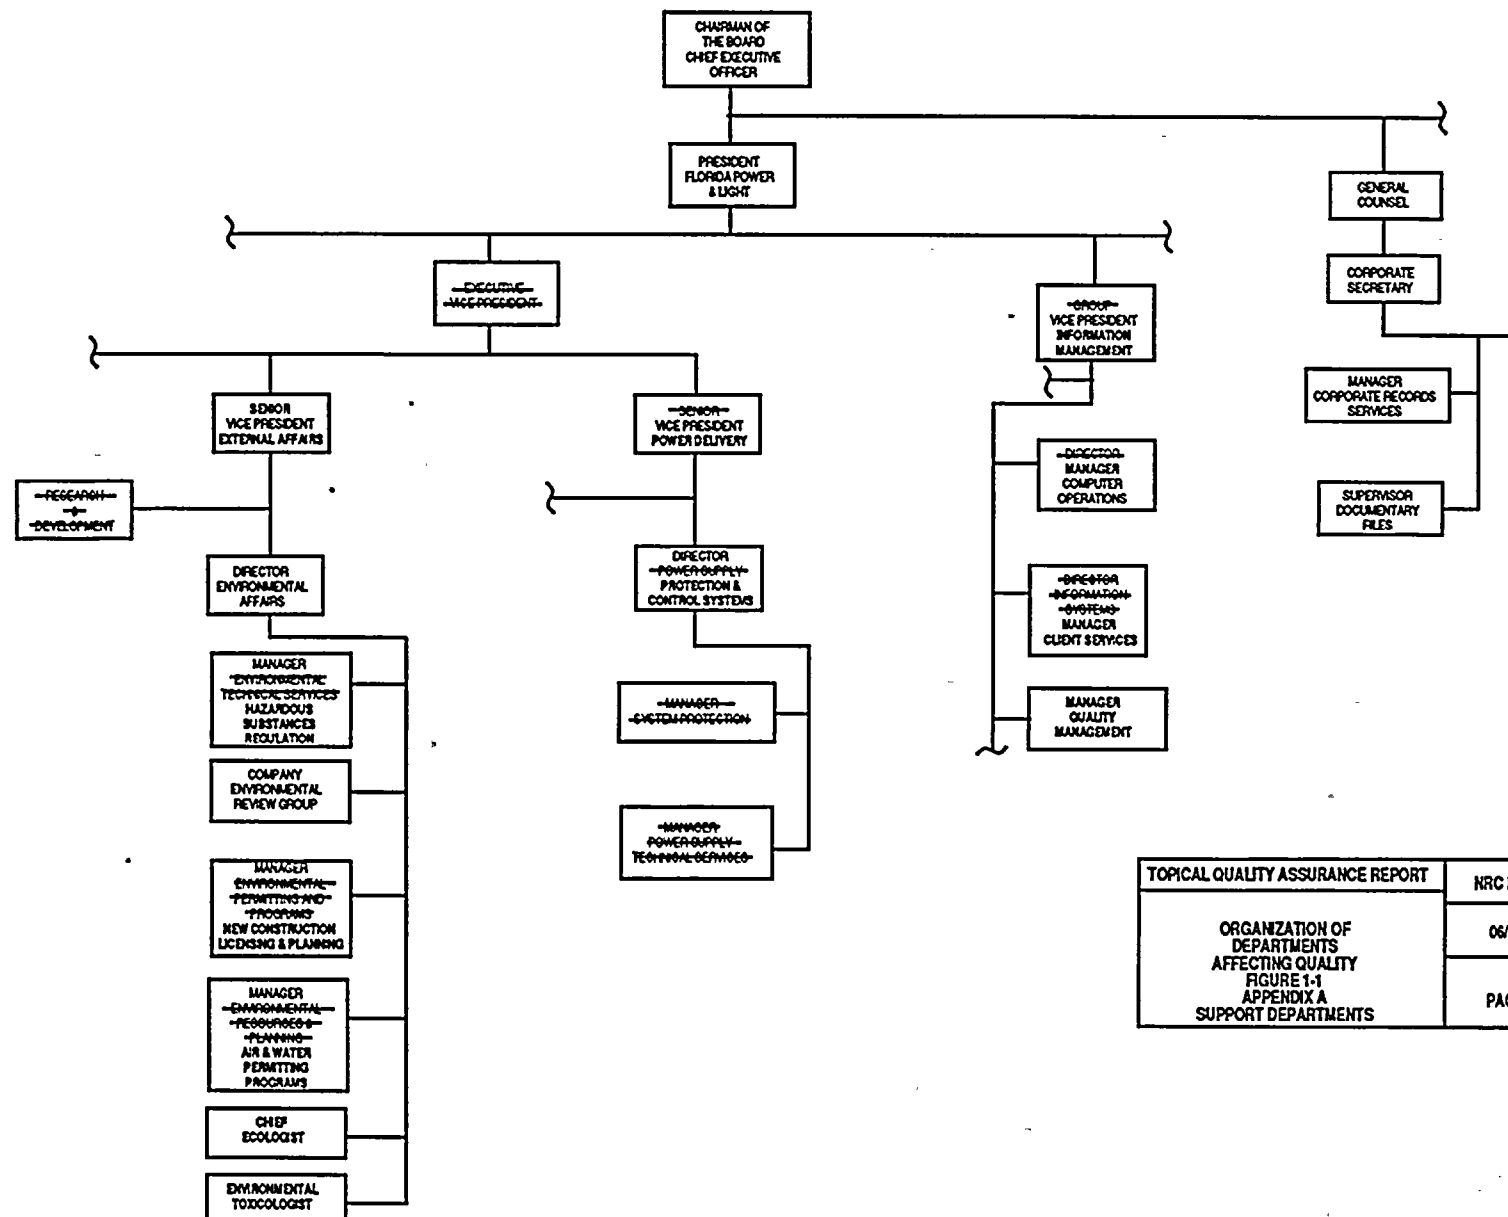 CHAIRMAN OF
THE BOARD
CHIEF EXECUTIVE
OFFICER
PRESIDENT
FLORIDA POWER
& LIGHT
GENERAL
COUNSEL
CORPORATE
SECRETARY
EXECUTIVE
VICE PRESIDENT
GROUP
VICE PRESIDENT
INFORMATION
MANAGEMENT
MANAGER
CORPORATE RECORDS
SERVICES
SUPERVISOR
DOCUMENTARY
FILES
SENIOR
VICE PRESIDENT
EXTERNAL AFFAIRS
SENIOR
VICE PRESIDENT
POWER DELIVERY
DIRECTOR
MANAGER
COMPUTER
OPERATIONS
RESEARCH
&
DEVELOPMENT
DIRECTOR
ENVIRONMENTAL
AFFAIRS
DIRECTOR
POWER SUPPLY
PROTECTION &
CONTROL SYSTEMS
DIRECTOR
INFORMATION
SYSTEMS
MANAGER
CLIENT SERVICES
MANAGER
ENVIRONMENTAL
TECHNICAL SERVICES
HAZARDOUS
SUBSTANCES
REGULATION
MANAGER
SYSTEM PROTECTION
MANAGER
QUALITY
MANAGEMENT
COMPANY
ENVIRONMENTAL
REVIEW GROUP
MANAGER
POWER SUPPLY
TECHNICAL SERVICES
MANAGER
ENVIRONMENTAL
PERMITTING AND
PROGRAMS
NEW CONSTRUCTION
LICENSING & PLANNING
MANAGER
ENVIRONMENTAL
RESOURCES &
PLANNING
AIR & WATER
PERMITTING
PROGRAMS
CHIEF
ECOLOGIST
ENVIRONMENTAL
TOXICOLOGIST
TOPICAL QUALITY ASSURANCE REPORT
NRC
ORGANIZATION OF
DEPARTMENTS
AFFECTING QUALITY
FIGURE 1-1
APPENDIX A
SUPPORT DEPARTMENTS
06/